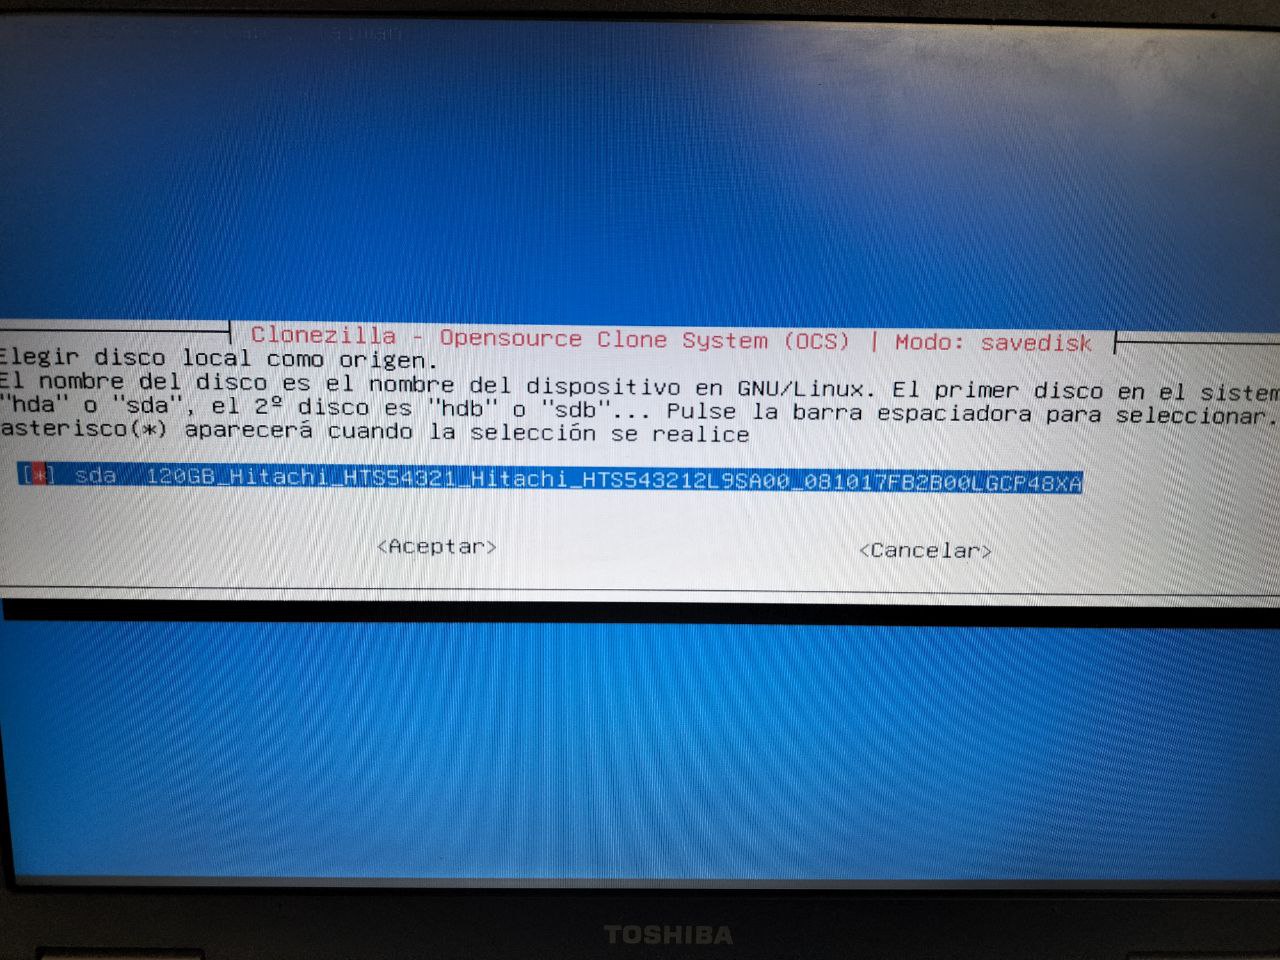 Clonezilla - Opensource Clone System (OCS) | Modo: savedisk
Elegir disco local como origen.
El nombre del disco es el nombre del dispositivo en GNU/Linux. El primer disco en el sistem
"hda" o "sda", el 2º disco es "hdb" o "sdb"... Pulse la barra espaciadora para seleccionar.
asterisco(*) aparecerá cuando la selección se realice
[*] sda 120GB_Hitachi_HTS54321_Hitachi_HTS543212L9SA00_081017FB2B00LGCP48XA
<Aceptar> <Cancelar>
TOSHIBA